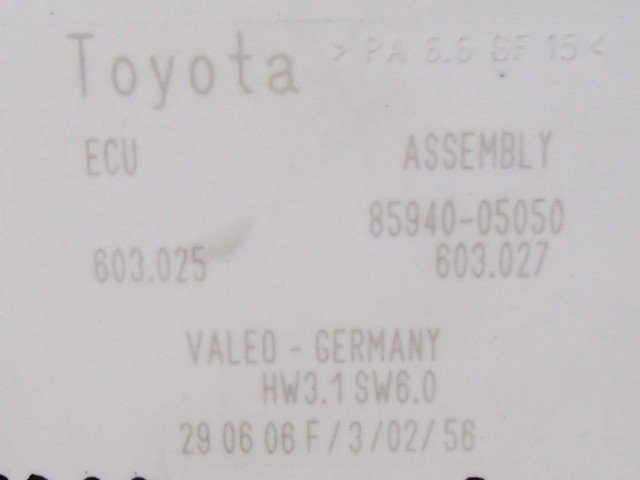 Toyota >PA 6.6 GF 15<
ECU ASSEMBLY
85940-05050
603.025 603.027
VALEO - GERMANY
HW3.1 SW6.0
29 06 06 F/3/02/56